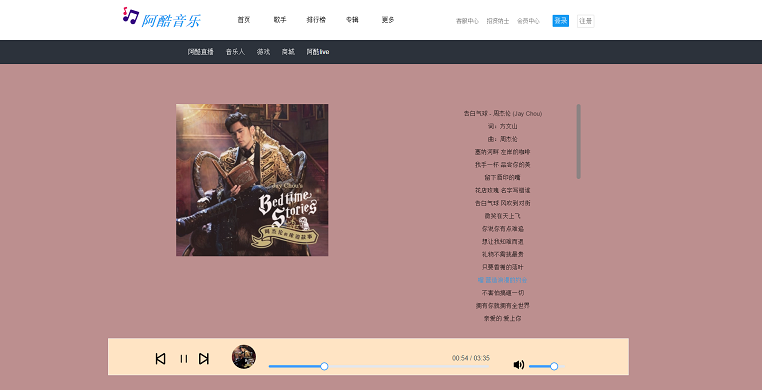 阿酷音乐
首页 歌手 排行榜 专辑 更多
客服中心 招贤纳士 会员中心 登录 注册
阿酷直播 音乐人 游戏 商城 阿酷live
Jay Chou's
Bedtime
Stories
周杰伦的床边故事
告白气球 - 周杰伦 (Jay Chou)
词：方文山
曲：周杰伦
塞纳河畔 左岸的咖啡
我手一杯 品尝你的美
留下唇印的嘴
花店玫瑰 名字写错谁
告白气球 风吹到对街
微笑在天上飞
你说你有点难追
想让我知难而退
礼物不需挑最贵
只要香榭的落叶
不害怕搞砸一切
拥有你就拥有全世界
亲爱的 爱上你
00:54 / 03:35